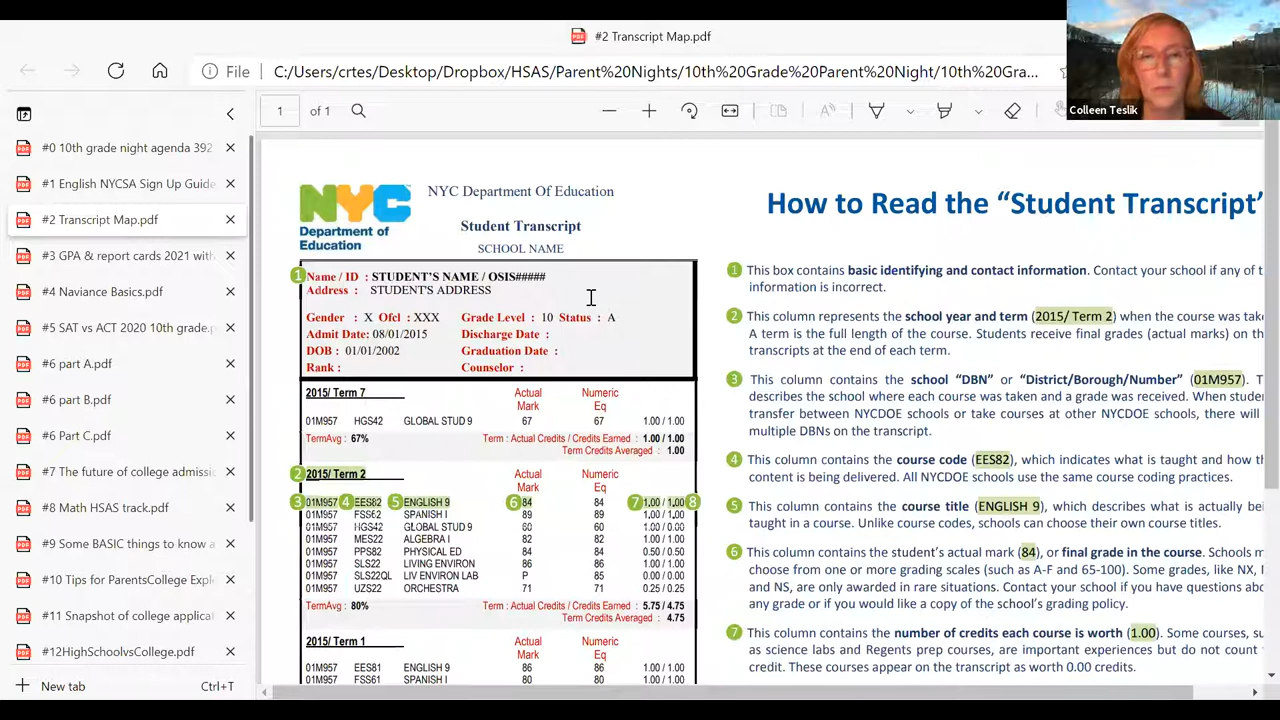 #2 Transcript Map.pdf
File C:/Users/crtes/Desktop/Dropbox/HSAS/Parent%20Nights/10th%20Grade%20Parent%20Night/10th%20Gra...
Colleen Teslik
1 of 1
#0 10th grade night agenda 392
#1 English NYCSA Sign Up Guide
#2 Transcript Map.pdf
#3 GPA & report cards 2021 with
#4 Naviance Basics.pdf
#5 SAT vs ACT 2020 10th grade.p
#6 part A.pdf
#6 part B.pdf
#6 Part C.pdf
#7 The future of college admissi
#8 Math HSAS track.pdf
#9 Some BASIC things to know a
#10 Tips for ParentsCollege Expl
#11 Snapshot of college applica
#12HighSchoolvsCollege.pdf
New tab Ctrl+T
NYC
Department of
Education
NYC Department Of Education
Student Transcript
SCHOOL NAME
1 Name / ID : STUDENT'S NAME / OSIS#####
Address : STUDENT'S ADDRESS
Gender : X Ofcl : XXX Grade Level : 10 Status : A
Admit Date: 08/01/2015 Discharge Date :
DOB : 01/01/2002 Graduation Date :
Rank : Counselor :
2015/ Term 7 Actual Numeric
Mark Eq
01M957 HGS42 GLOBAL STUD 9 67 67 1.00 / 1.00
TermAvg : 67% Term : Actual Credits / Credits Earned : 1.00 / 1.00
Term Credits Averaged : 1.00
2 2015/ Term 2 Actual Numeric
Mark Eq
3 01M957 4 EES82 5 ENGLISH 9 6 84 84 7 1.00 / 1.00 8
01M957 FSS62 SPANISH I 89 89 1.00 / 1.00
01M957 HGS42 GLOBAL STUD 9 60 60 1.00 / 1.00
01M957 MES22 ALGEBRA I 82 82 1.00 / 1.00
01M957 PPS82 PHYSICAL ED 84 84 0.50 / 0.50
01M957 SLS22 LIVING ENVIRON 86 86 1.00 / 1.00
01M957 SLS22QL LIV ENVIRON LAB P 85 0.00 / 0.00
01M957 UZS22 ORCHESTRA 71 71 0.25 / 0.25
TermAvg : 80% Term : Actual Credits / Credits Earned : 5.75 / 4.75
Term Credits Averaged : 4.75
2015/ Term 1 Actual Numeric
Mark Eq
01M957 EES81 ENGLISH 9 86 86 1.00 / 1.00
01M957 FSS61 SPANISH I 80 80 1.00 / 1.00
How to Read the “Student Transcript”
1 This box contains basic identifying and contact information. Contact your school if any of t
information is incorrect.
2 This column represents the school year and term (2015/ Term 2) when the course was take
A term is the full length of the course. Students receive final grades (actual marks) on th
transcripts at the end of each term.
3 This column contains the school “DBN” or “District/Borough/Number” (01M957). T
describes the school where each course was taken and a grade was received. When studen
transfer between NYCDOE schools or take courses at other NYCDOE schools, there will
multiple DBNs on the transcript.
4 This column contains the course code (EES82), which indicates what is taught and how th
content is being delivered. All NYCDOE schools use the same course coding practices.
5 This column contains the course title (ENGLISH 9), which describes what is actually bei
taught in a course. Unlike course codes, schools can choose their own course titles.
6 This column contains the student's actual mark (84), or final grade in the course. Schools m
choose from one or more grading scales (such as A-F and 65-100). Some grades, like NX, N
and NS, are only awarded in rare situations. Contact your school if you have questions abo
any grade or if you would like a copy of the school's grading policy.
7 This column contains the number of credits each course is worth (1.00). Some courses, su
as science labs and Regents prep courses, are important experiences but do not count
credit. These courses appear on the transcript as worth 0.00 credits.